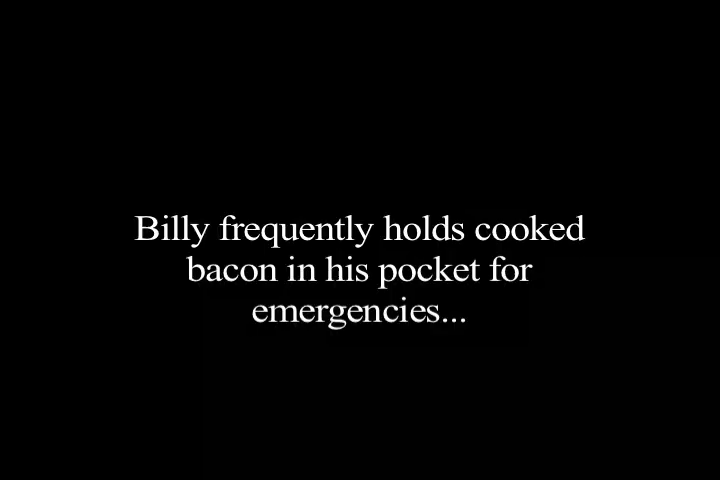 Billy frequently holds cooked
bacon in his pocket for
emergencies...